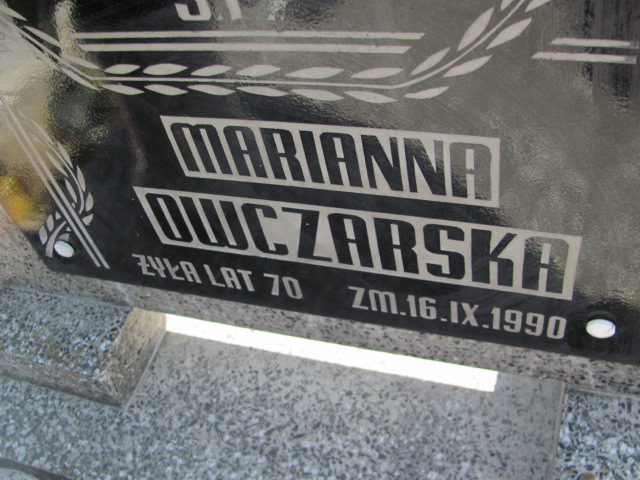 MARIANNA
OWCZARSKA
ŻYŁA LAT 70 ZM.16.IX.1990